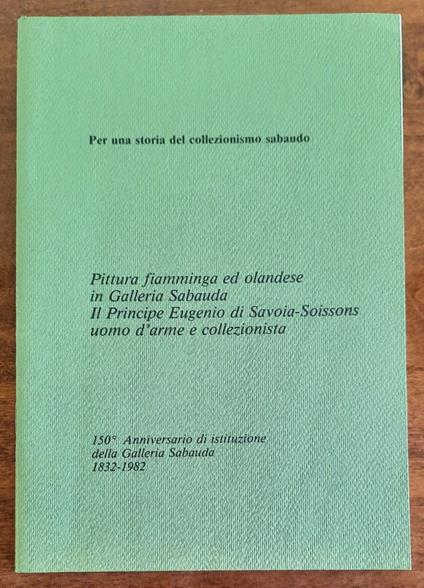 Per una storia del collezionismo sabaudo
Pittura fiamminga ed olandese
in Galleria Sabauda
Il Principe Eugenio di Savoia-Soissons
uomo d'arme e collezionista
150° Anniversario di istituzione
della Galleria Sabauda
1832-1982